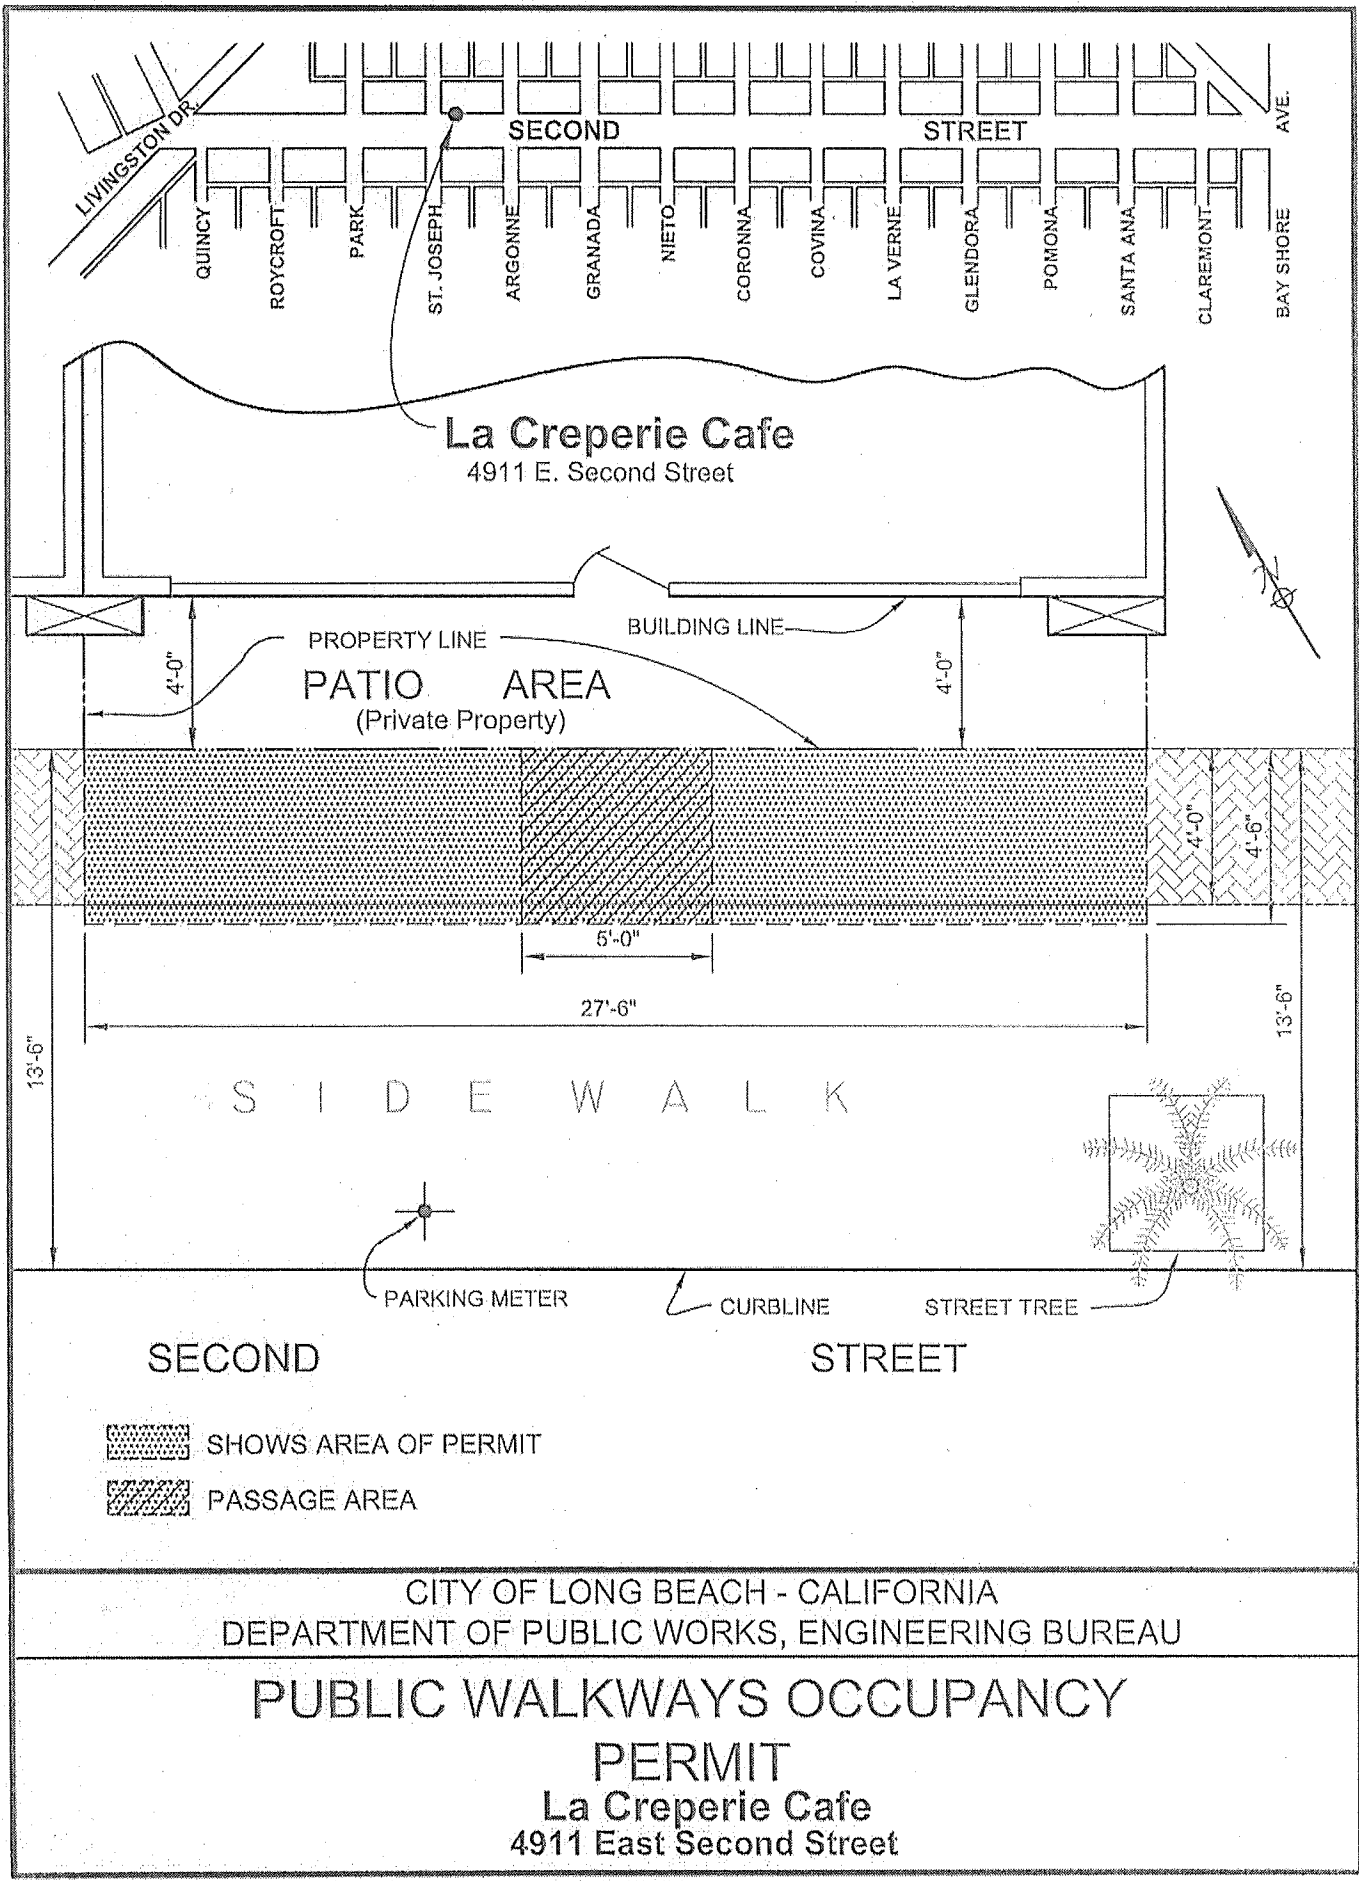 LIVINGSTON DR.
SECOND STREET
AVE.
QUINCY
ROYCROFT
PARK
ST. JOSEPH
ARGONNE
GRANADA
NIETO
CORONNA
COVINA
LA VERNE
GLENDORA
POMONA
SANTA ANA
CLAREMONT
BAY SHORE
La Creperie Cafe
4911 E. Second Street
N
PROPERTY LINE
BUILDING LINE
4'-0"
4'-0"
PATIO AREA
(Private Property)
4'-0"
4'-6"
5'-0"
27'-6"
13'-6"
13'-6"
SIDEWALK
PARKING METER
CURBLINE
STREET TREE
SECOND STREET
SHOWS AREA OF PERMIT
PASSAGE AREA
CITY OF LONG BEACH - CALIFORNIA
DEPARTMENT OF PUBLIC WORKS, ENGINEERING BUREAU
PUBLIC WALKWAYS OCCUPANCY
PERMIT
La Creperie Cafe
4911 East Second Street